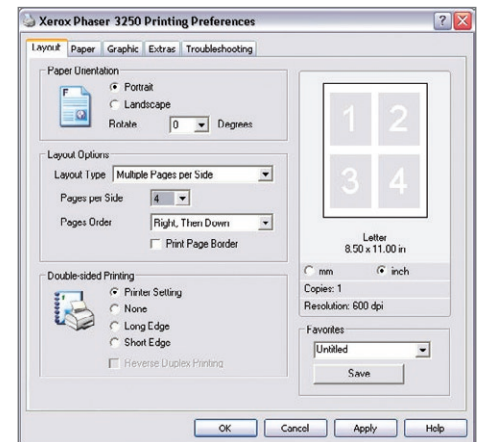 Xerox Phaser 3250 Printing Preferences
Layout Paper Graphic Extras Troubleshooting
Paper Orientation
Portrait
Landscape
Rotate 0 Degrees
Layout Options
Layout Type Multiple Pages per Side
Pages per Side 4
Pages Order Right, Then Down
Print Page Border
Double-sided Printing
Printer Setting
None
Long Edge
Short Edge
Reverse Duplex Printing
1 2
3 4
Letter
8.50 x 11.00 in
mm inch
Copies: 1
Resolution: 600 dpi
Favorites
Untitled
Save
OK Cancel Apply Help